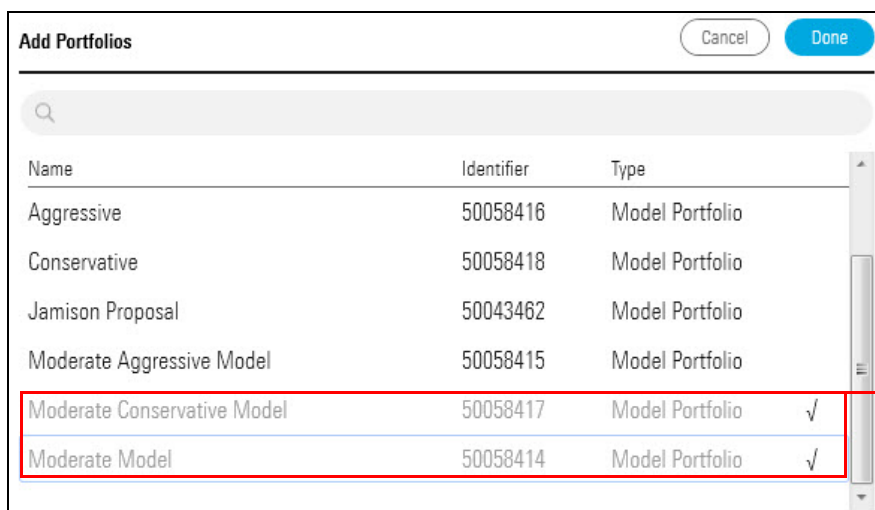 Add Portfolios Cancel Done
Name Identifier Type
Aggressive 50058416 Model Portfolio
Conservative 50058418 Model Portfolio
Jamison Proposal 50043462 Model Portfolio
Moderate Aggressive Model 50058415 Model Portfolio
Moderate Conservative Model 50058417 Model Portfolio √
Moderate Model 50058414 Model Portfolio √